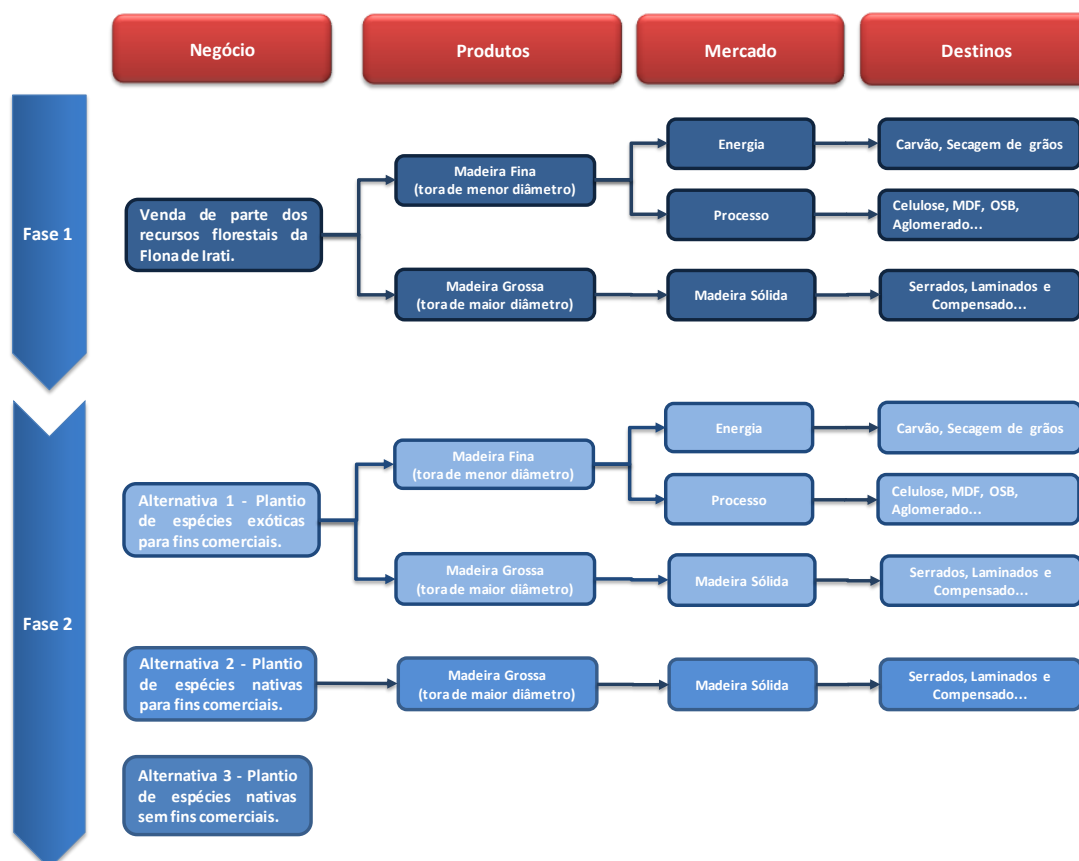 Negócio
Produtos
Mercado
Destinos
Fase 1
Venda de parte dos
recursos florestais da
Flona de Irati.
Madeira Fina
(tora de menor diâmetro)
Energia
Carvão, Secagem de grãos
Processo
Celulose, MDF, OSB,
Aglomerado...
Madeira Grossa
(tora de maior diâmetro)
Madeira Sólida
Serrados, Laminados e
Compensado...
Fase 2
Alternativa 1 - Plantio
de espécies exóticas
para fins comerciais.
Madeira Fina
(tora de menor diâmetro)
Energia
Carvão, Secagem de grãos
Processo
Celulose, MDF, OSB,
Aglomerado...
Madeira Grossa
(tora de maior diâmetro)
Madeira Sólida
Serrados, Laminados e
Compensado...
Alternativa 2 - Plantio
de espécies nativas
para fins comerciais.
Madeira Grossa
(tora de maior diâmetro)
Madeira Sólida
Serrados, Laminados e
Compensado...
Alternativa 3 - Plantio
de espécies nativas
sem fins comerciais.